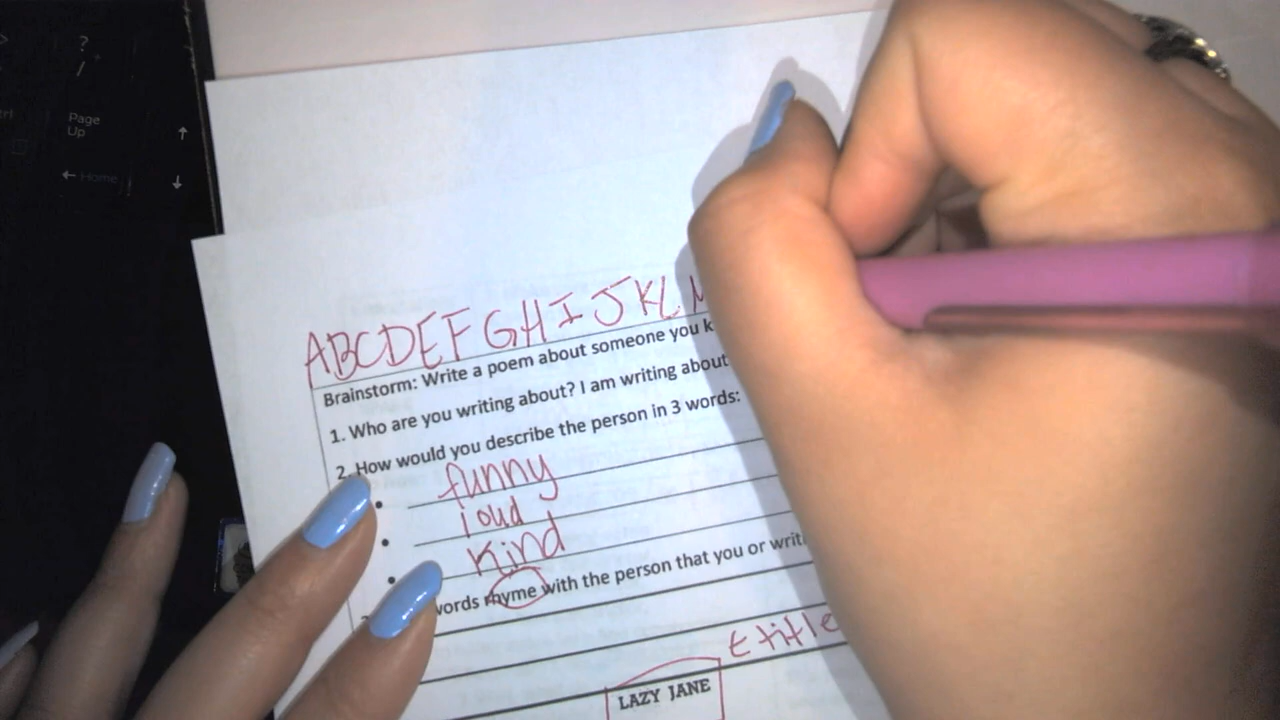 ?
/
Page
Up
↑
← Home
↓
ABCDEFGHIJKL
Brainstorm: Write a poem about someone you
1. Who are you writing about? I am writing about
2. How would you describe the person in 3 words:
• funny
• loud
• kind
words rhyme with the person that you or
title
LAZY JANE